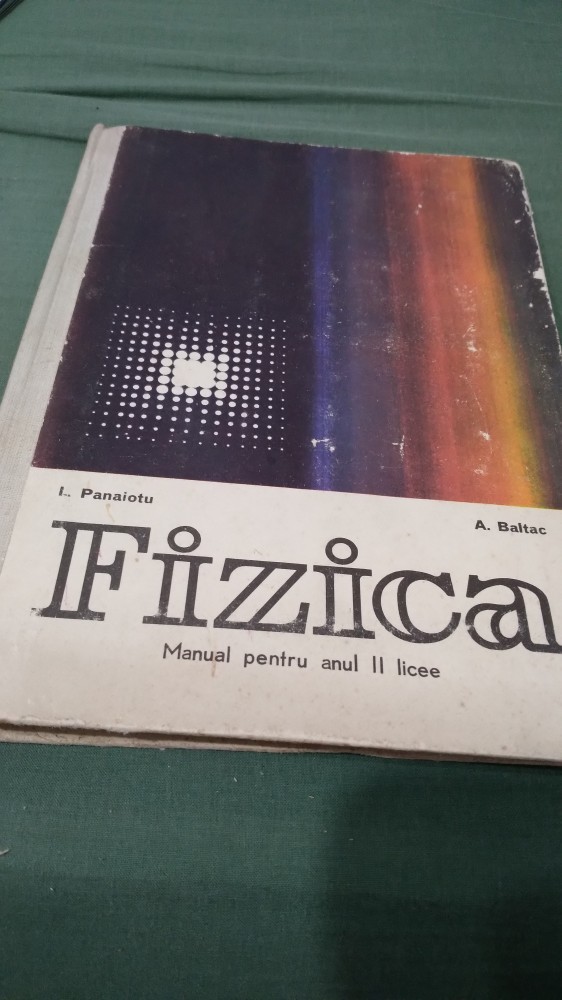 L. Panaiotu
A. Baltac
Fizica
Manual pentru anul II licee